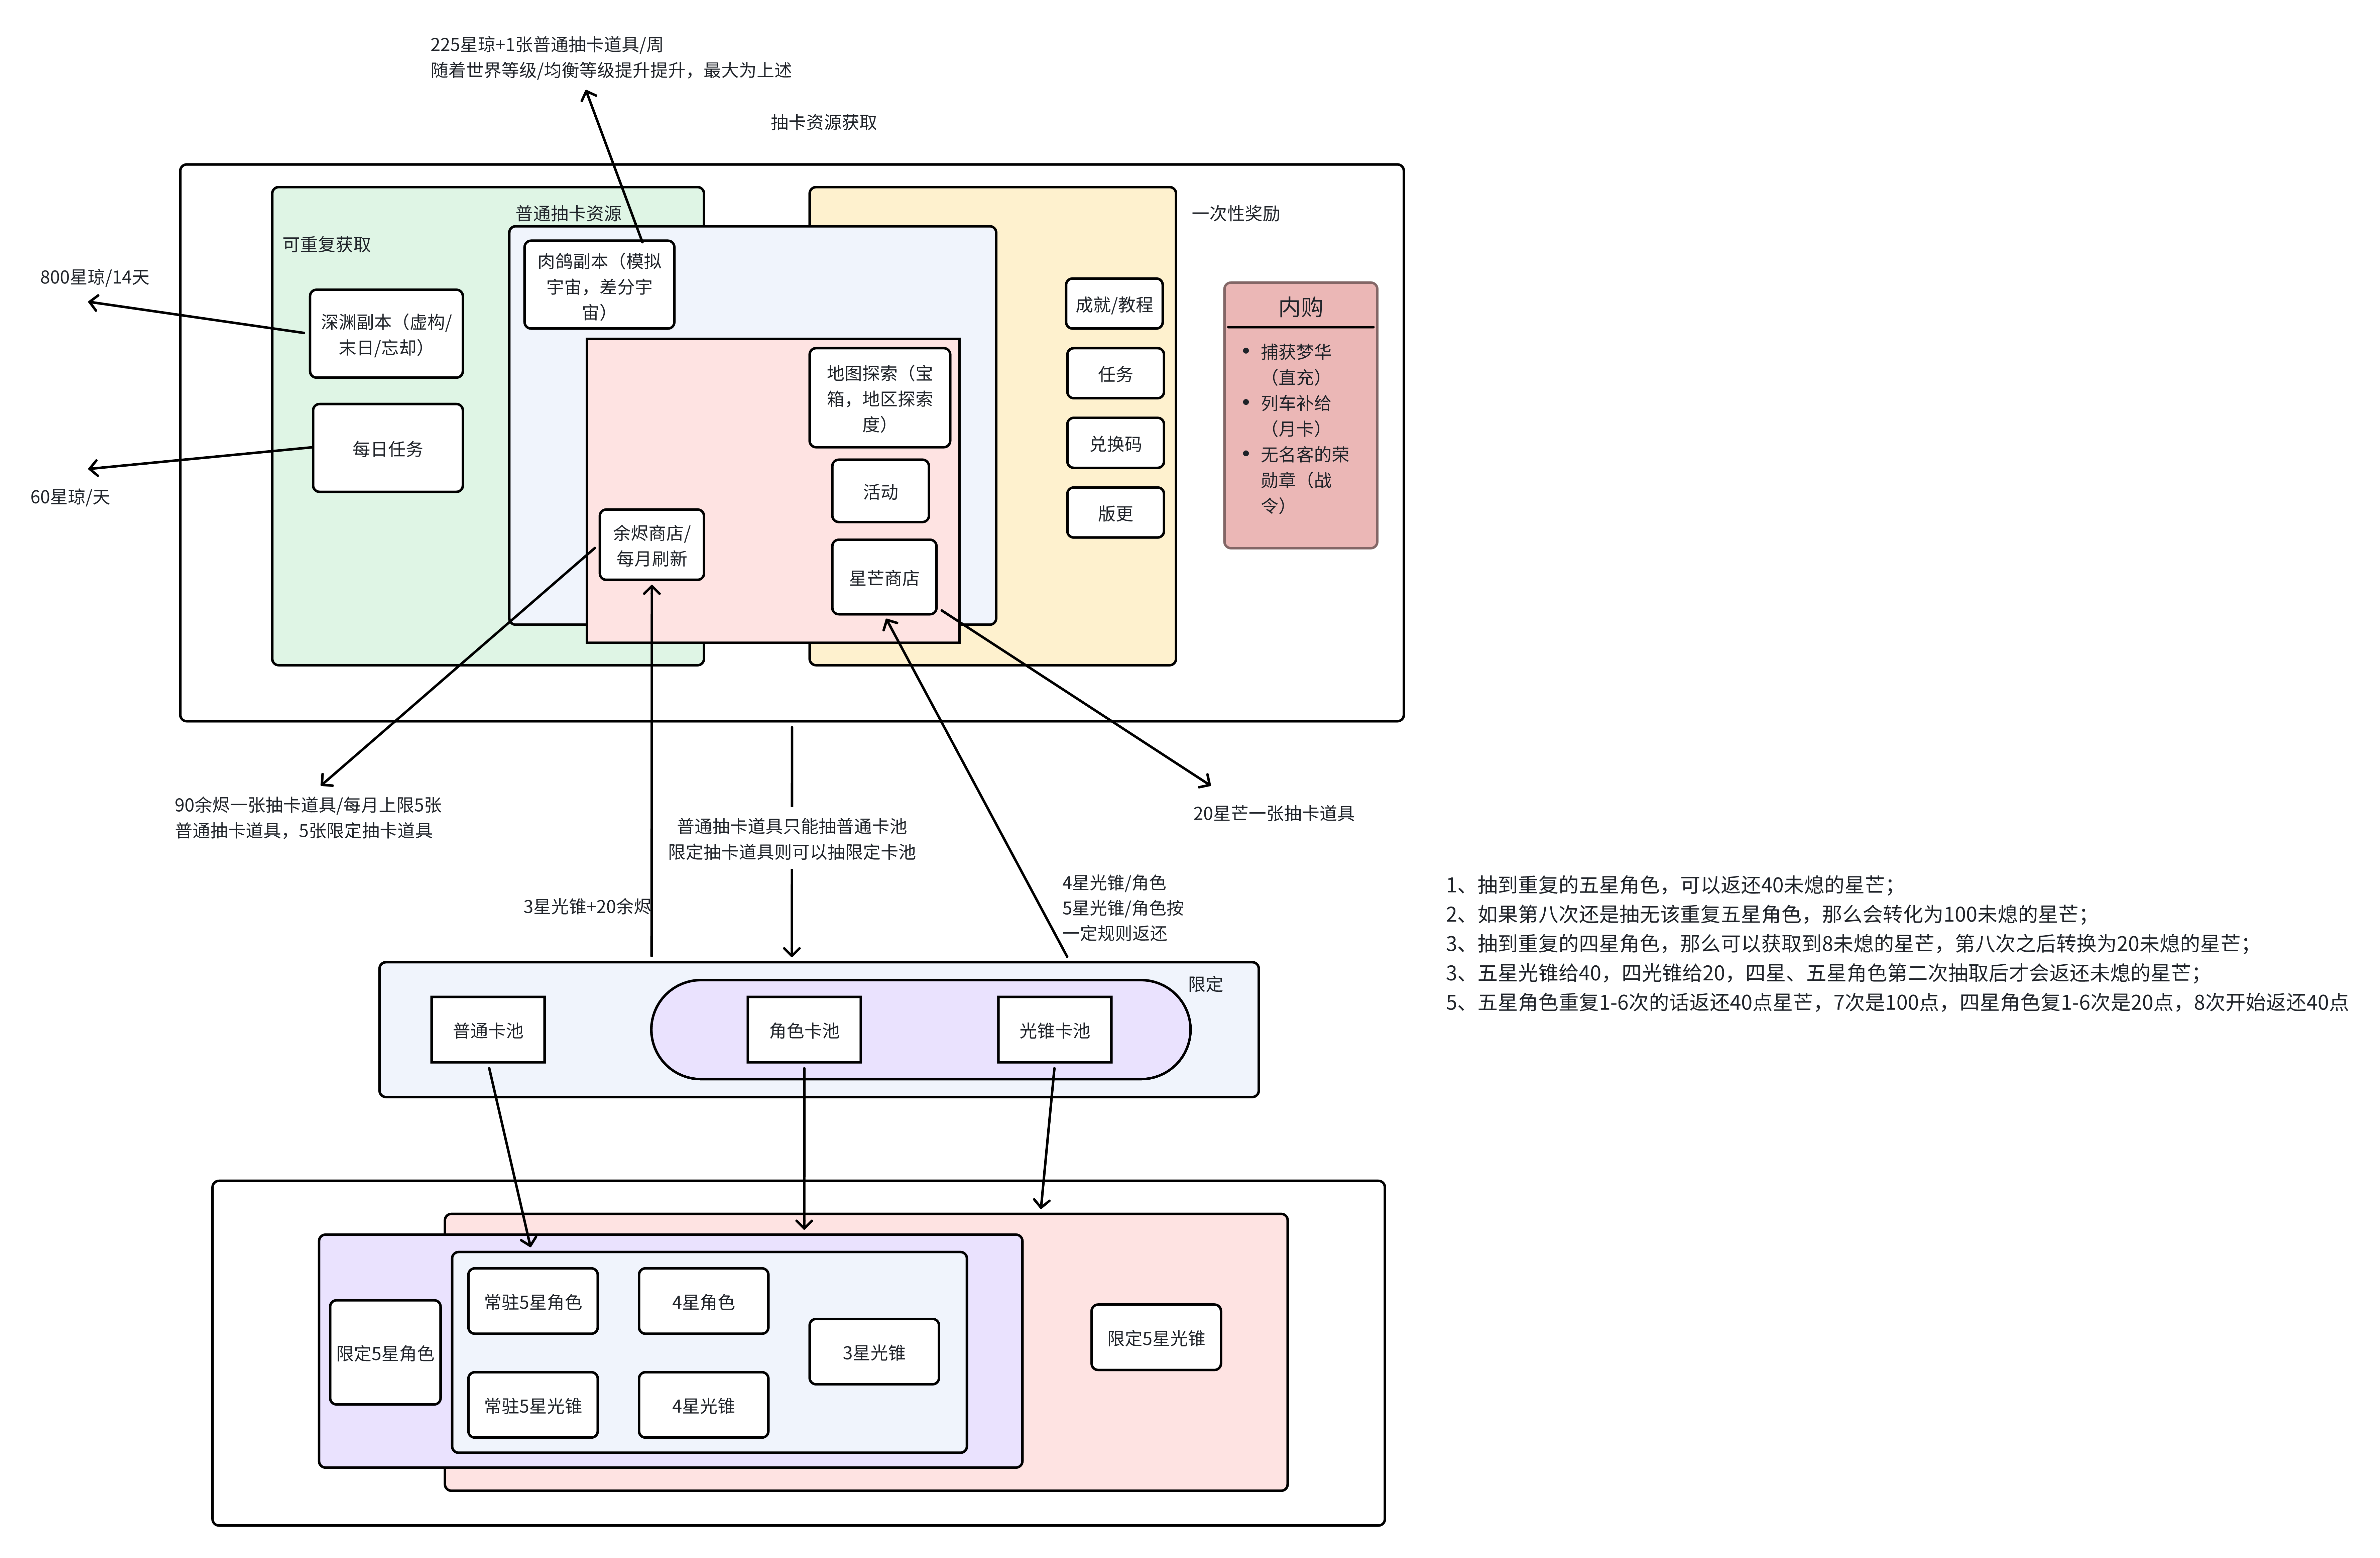 225星琼+1张普通抽卡道具/周
随着世界等级/均衡等级提升提升，最大为上述
抽卡资源获取
普通抽卡资源
一次性奖励
可重复获取
800星琼/14天
肉鸽副本（模拟
宇宙，差分宇
宙）
深渊副本（虚构/
末日/忘却）
每日任务
60星琼/天
地图探索（宝
箱，地区探索
度）
活动
余烬商店/
每月刷新
星芒商店
成就/教程
任务
兑换码
版更
内购
• 捕获梦华
（直充）
• 列车补给
（月卡）
• 无名客的荣
勋章（战
令）
90余烬一张抽卡道具/每月上限5张
普通抽卡道具，5张限定抽卡道具
普通抽卡道具只能抽普通卡池
限定抽卡道具则可以抽限定卡池
20星芒一张抽卡道具
3星光锥+20余烬
4星光锥/角色
5星光锥/角色按
一定规则返还
1、抽到重复的五星角色，可以返还40未熄的星芒；
2、如果第八次还是抽无该重复五星角色，那么会转化为100未熄的星芒；
3、抽到重复的四星角色，那么可以获取到8未熄的星芒，第八次之后转换为20未熄的星芒；
3、五星光锥给40，四光锥给20，四星、五星角色第二次抽取后才会返还未熄的星芒；
5、五星角色重复1-6次的话返还40点星芒，7次是100点，四星角色复1-6次是20点，8次开始返还40点
限定
普通卡池
角色卡池
光锥卡池
限定5星角色
常驻5星角色
4星角色
3星光锥
常驻5星光锥
4星光锥
限定5星光锥